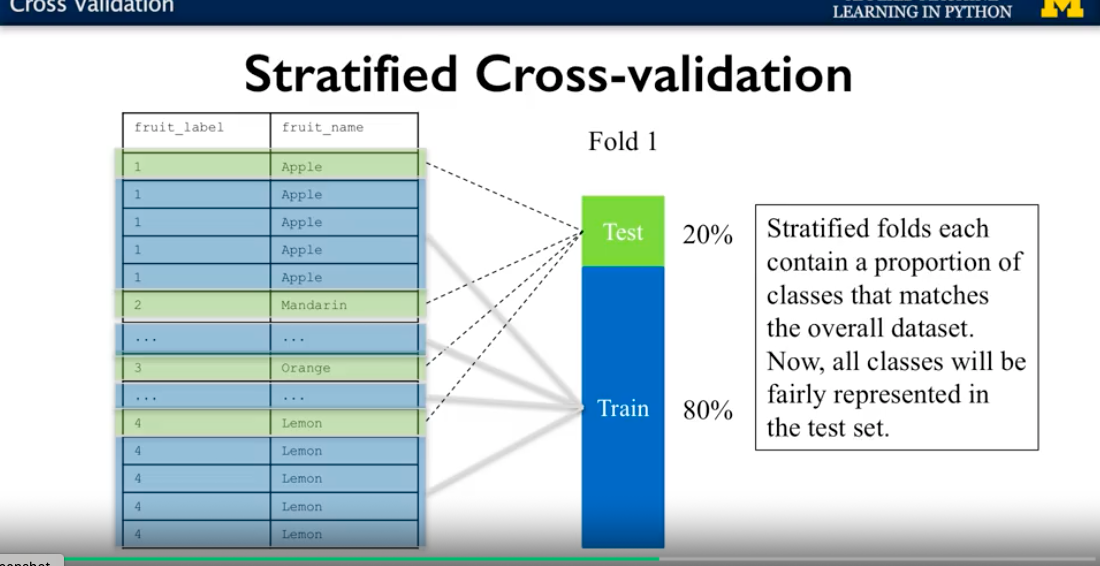 Cross Validation
LEARNING IN PYTHON
M
Stratified Cross-validation
fruit_label fruit_name
1 Apple
1 Apple
1 Apple
1 Apple
1 Apple
2 Mandarin
... ...
3 Orange
... ...
4 Lemon
4 Lemon
4 Lemon
4 Lemon
4 Lemon
Fold 1
Test
20%
Train
80%
Stratified folds each
contain a proportion of
classes that matches
the overall dataset.
Now, all classes will be
fairly represented in
the test set.